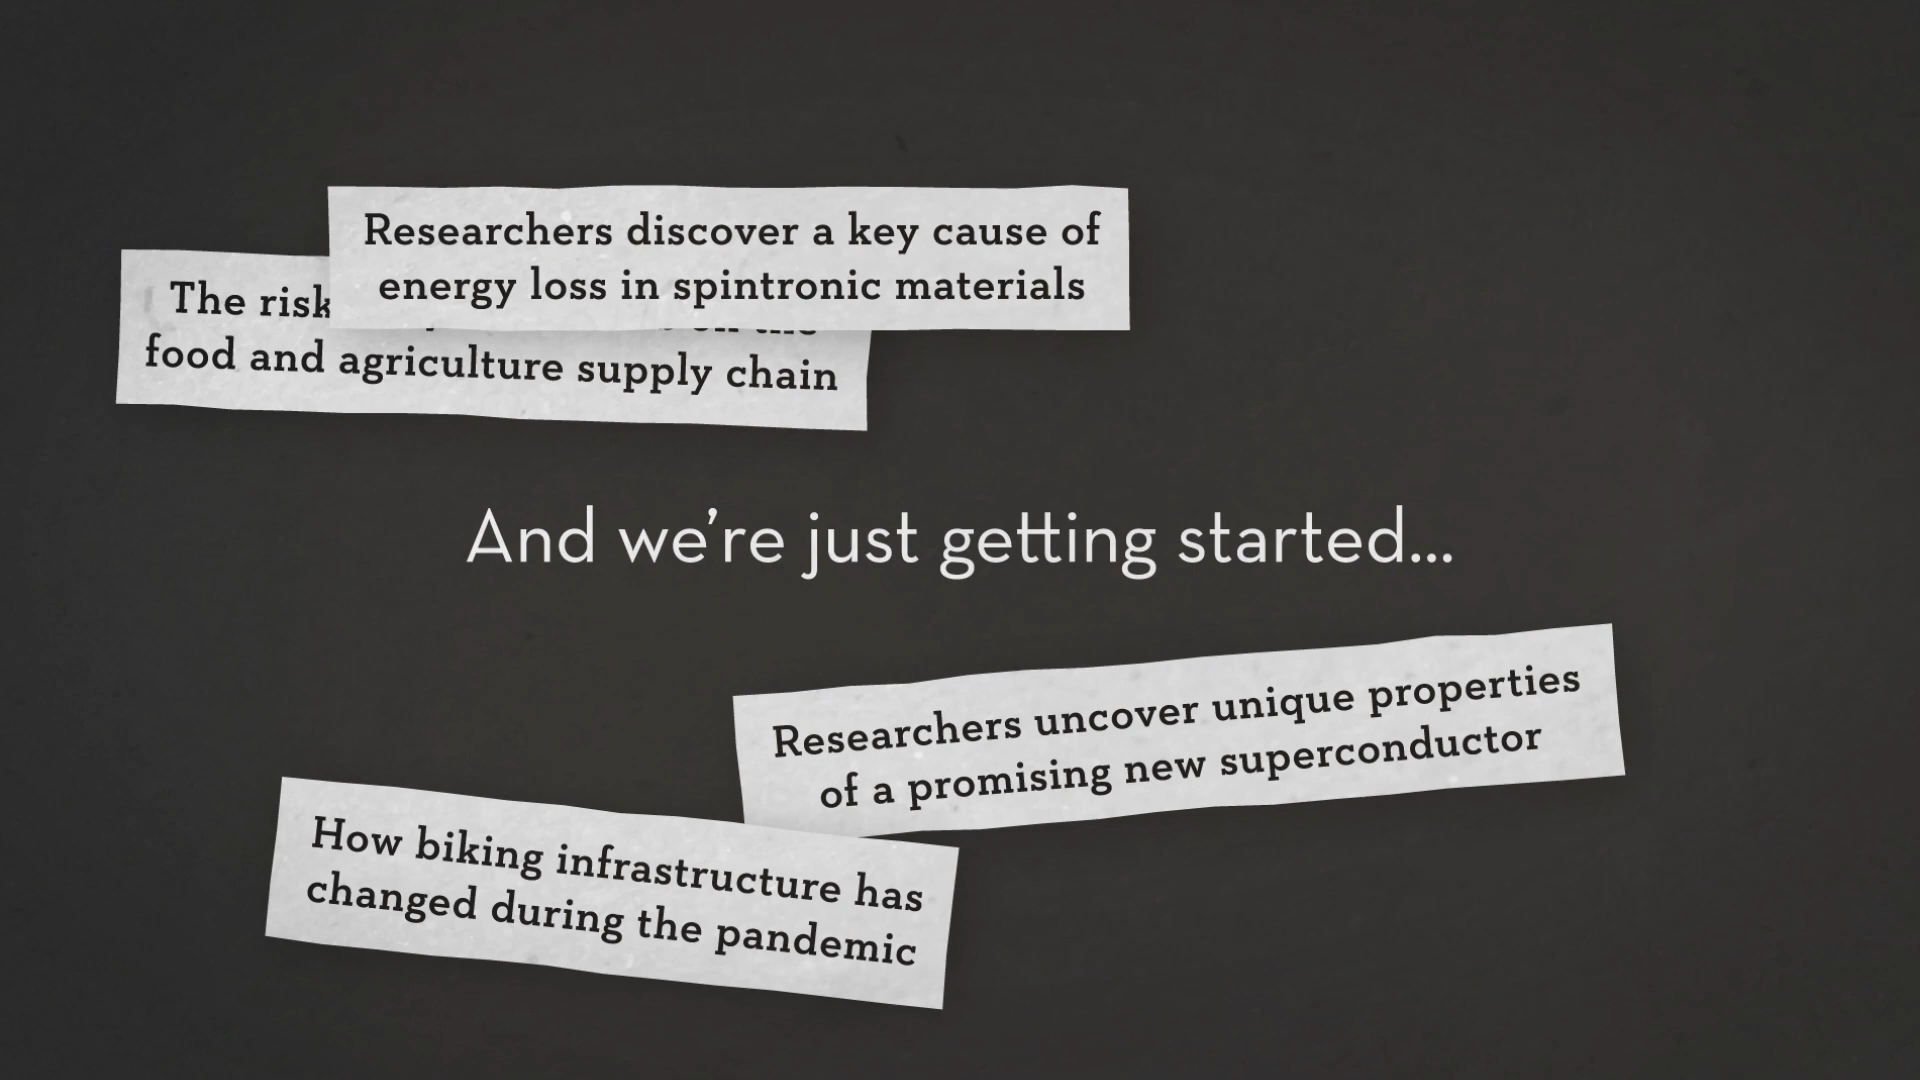 Researchers discover a key cause of
energy loss in spintronic materials
The risk
food and agriculture supply chain
And we're just getting started...
Researchers uncover unique properties
of a promising new superconductor
How biking infrastructure has
changed during the pandemic